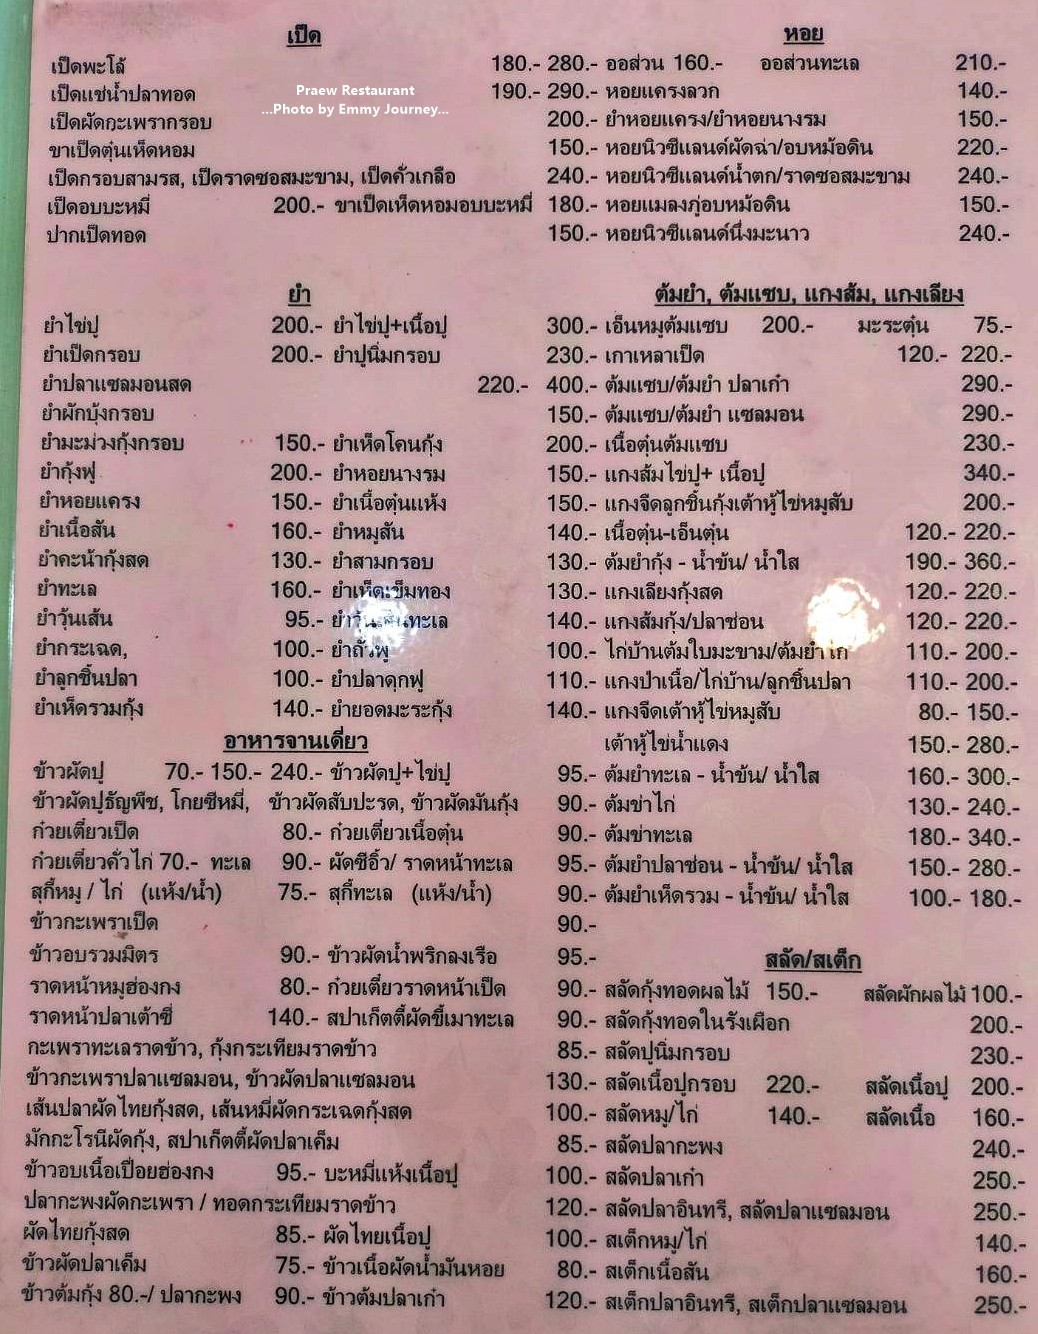 เป็ด
เป็ดพะโล้ 180.- 280.-
เป็ดแช่น้ำปลาทอด 190.- 290.-
Praew Restaurant
...Photo by Emmy Journey...
เป็ดผัดกะเพรากรอบ 200.-
ขาเป็ดตุ๋นเห็ดหอม 150.-
เป็ดกรอบสามรส, เป็ดราดซอสมะขาม, เป็ดคั่วเกลือ 240.-
เป็ดอบบะหมี่ 200.- ขาเป็ดเห็ดหอมอบบะหมี่ 180.-
ปากเป็ดทอด 150.-
ยำ
ยำไข่ปู 200.- ยำไข่ปู+เนื้อปู 300.-
ยำเป็ดกรอบ 200.- ยำปูนิ่มกรอบ 230.-
ยำปลาแซลมอนสด 220.- 400.-
ยำผักบุ้งกรอบ 150.-
ยำมะม่วงกุ้งกรอบ 150.- ยำเห็ดโคนกุ้ง 200.-
ยำกุ้งฟู 200.- ยำหอยนางรม 150.-
ยำหอยแครง 150.- ยำเนื้อตุ๋นแห้ง 150.-
ยำเนื้อสัน 160.- ยำหมูสัน 140.-
ยำคะน้ากุ้งสด 130.- ยำสามกรอบ 130.-
ยำทะเล 160.- ยำเห็ดเข็มทอง 130.-
ยำวุ้นเส้น 95.- ยำวุ้นเส้นทะเล 140.-
ยำกระเฉด, 100.- ยำถั่วพู 100.-
ยำลูกชิ้นปลา 100.- ยำปลาดุกฟู 110.-
ยำเห็ดรวมกุ้ง 140.- ยำยอดมะระกุ้ง 140.-
อาหารจานเดี่ยว
ข้าวผัดปู 70.- 150.- 240.- ข้าวผัดปู+ไข่ปู 95.-
ข้าวผัดปูธัญพืช, โกยซีหมี่, ข้าวผัดสับปะรด, ข้าวผัดมันกุ้ง 90.-
ก๋วยเตี่ยวเป็ด 80.- ก๋วยเตี่ยวเนื้อตุ๋น 90.-
ก๋วยเตี่ยวคั่วไก่ 70.- ทะเล 90.- ผัดซีอิ้ว/ ราดหน้าทะเล 95.-
สุกี้หมู / ไก่ (แห้ง/น้ำ) 75.- สุกี้ทะเล (แห้ง/น้ำ) 90.-
ข้าวกะเพราเป็ด 90.-
ข้าวอบรวมมิตร 90.- ข้าวผัดน้ำพริกลงเรือ 95.-
ราดหน้าหมูฮ่องกง 80.- ก๋วยเตี่ยวราดหน้าเป็ด 90.-
ราดหน้าปลาเต้าซี่ 140.- สปาเก็ตตี้ผัดขี้เมาทะเล 90.-
กะเพราทะเลราดข้าว, กุ้งกระเทียมราดข้าว 85.-
ข้าวกะเพราปลาแซลมอน, ข้าวผัดปลาแซลมอน 130.-
เส้นปลาผัดไทยกุ้งสด, เส้นหมี่ผัดกระเฉดกุ้งสด 100.-
มักกะโรนีผัดกุ้ง, สปาเก็ตตี้ผัดปลาเค็ม 85.-
ข้าวอบเนื้อเปื่อยฮ่องกง 95.- บะหมี่แห้งเนื้อปู 100.-
ปลากะพงผัดกะเพรา / ทอดกระเทียมราดข้าว 120.-
ผัดไทยกุ้งสด 85.- ผัดไทยเนื้อปู 100.-
ข้าวผัดปลาเค็ม 75.- ข้าวเนื้อผัดน้ำมันหอย 80.-
ข้าวต้มกุ้ง 80.-/ ปลากะพง 90.- ข้าวต้มปลาเก๋า 120.-
หอย
ออส่วน 160.- ออส่วนทะเล 210.-
หอยแครงลวก 140.-
ยำหอยแครง/ยำหอยนางรม 150.-
หอยนิวซีแลนด์ผัดฉ่า/อบหม้อดิน 220.-
หอยนิวซีแลนด์น้ำตก/ราดซอสมะขาม 240.-
หอยแมลงภู่อบหม้อดิน 150.-
หอยนิวซีแลนด์นึ่งมะนาว 240.-
ต้มยำ, ต้มแซบ, แกงส้ม, แกงเลียง
เอ็นหมูต้มแซบ 200.- มะระตุ๋น 75.-
เกาเหลาเป็ด 120.- 220.-
ต้มแซบ/ต้มยำ ปลาเก๋า 290.-
ต้มแซบ/ต้มยำ แซลมอน 290.-
เนื้อตุ๋นต้มแซบ 230.-
แกงส้มไข่ปู+ เนื้อปู 340.-
แกงจืดลูกชิ้นกุ้งเต้าหู้ไข่หมูสับ 200.-
เนื้อตุ๋น-เอ็นตุ๋น 120.- 220.-
ต้มยำกุ้ง - น้ำข้น/ น้ำใส 190.- 360.-
แกงเลียงกุ้งสด 120.- 220.-
แกงส้มกุ้ง/ปลาช่อน 120.- 220.-
ไก่บ้านต้มใบมะขาม/ต้มยำไก่ 110.- 200.-
แกงป่าเนื้อ/ไก่บ้าน/ลูกชิ้นปลา 110.- 200.-
แกงจืดเต้าหู้ไข่หมูสับ 80.- 150.-
เต้าหู้ไข่น้ำแดง 150.- 280.-
ต้มยำทะเล - น้ำข้น/ น้ำใส 160.- 300.-
ต้มข่าไก่ 130.- 240.-
ต้มข่าทะเล 180.- 340.-
ต้มยำปลาช่อน - น้ำข้น/ น้ำใส 150.- 280.-
ต้มยำเห็ดรวม - น้ำข้น/ น้ำใส 100.- 180.-
สลัด/สเต็ก
สลัดกุ้งทอดผลไม้ 150.- สลัดผักผลไม้ 100.-
สลัดกุ้งทอดในรังเผือก 200.-
สลัดปูนิ่มกรอบ 230.-
สลัดเนื้อปูกรอบ 220.- สลัดเนื้อปู 200.-
สลัดหมู/ไก่ 140.- สลัดเนื้อ 160.-
สลัดปลากะพง 240.-
สลัดปลาเก๋า 250.-
สลัดปลาอินทรี, สลัดปลาแซลมอน 250.-
สเต็กหมู/ไก่ 140.-
สเต็กเนื้อสัน 160.-
สเต็กปลาอินทรี, สเต็กปลาแซลมอน 250.-